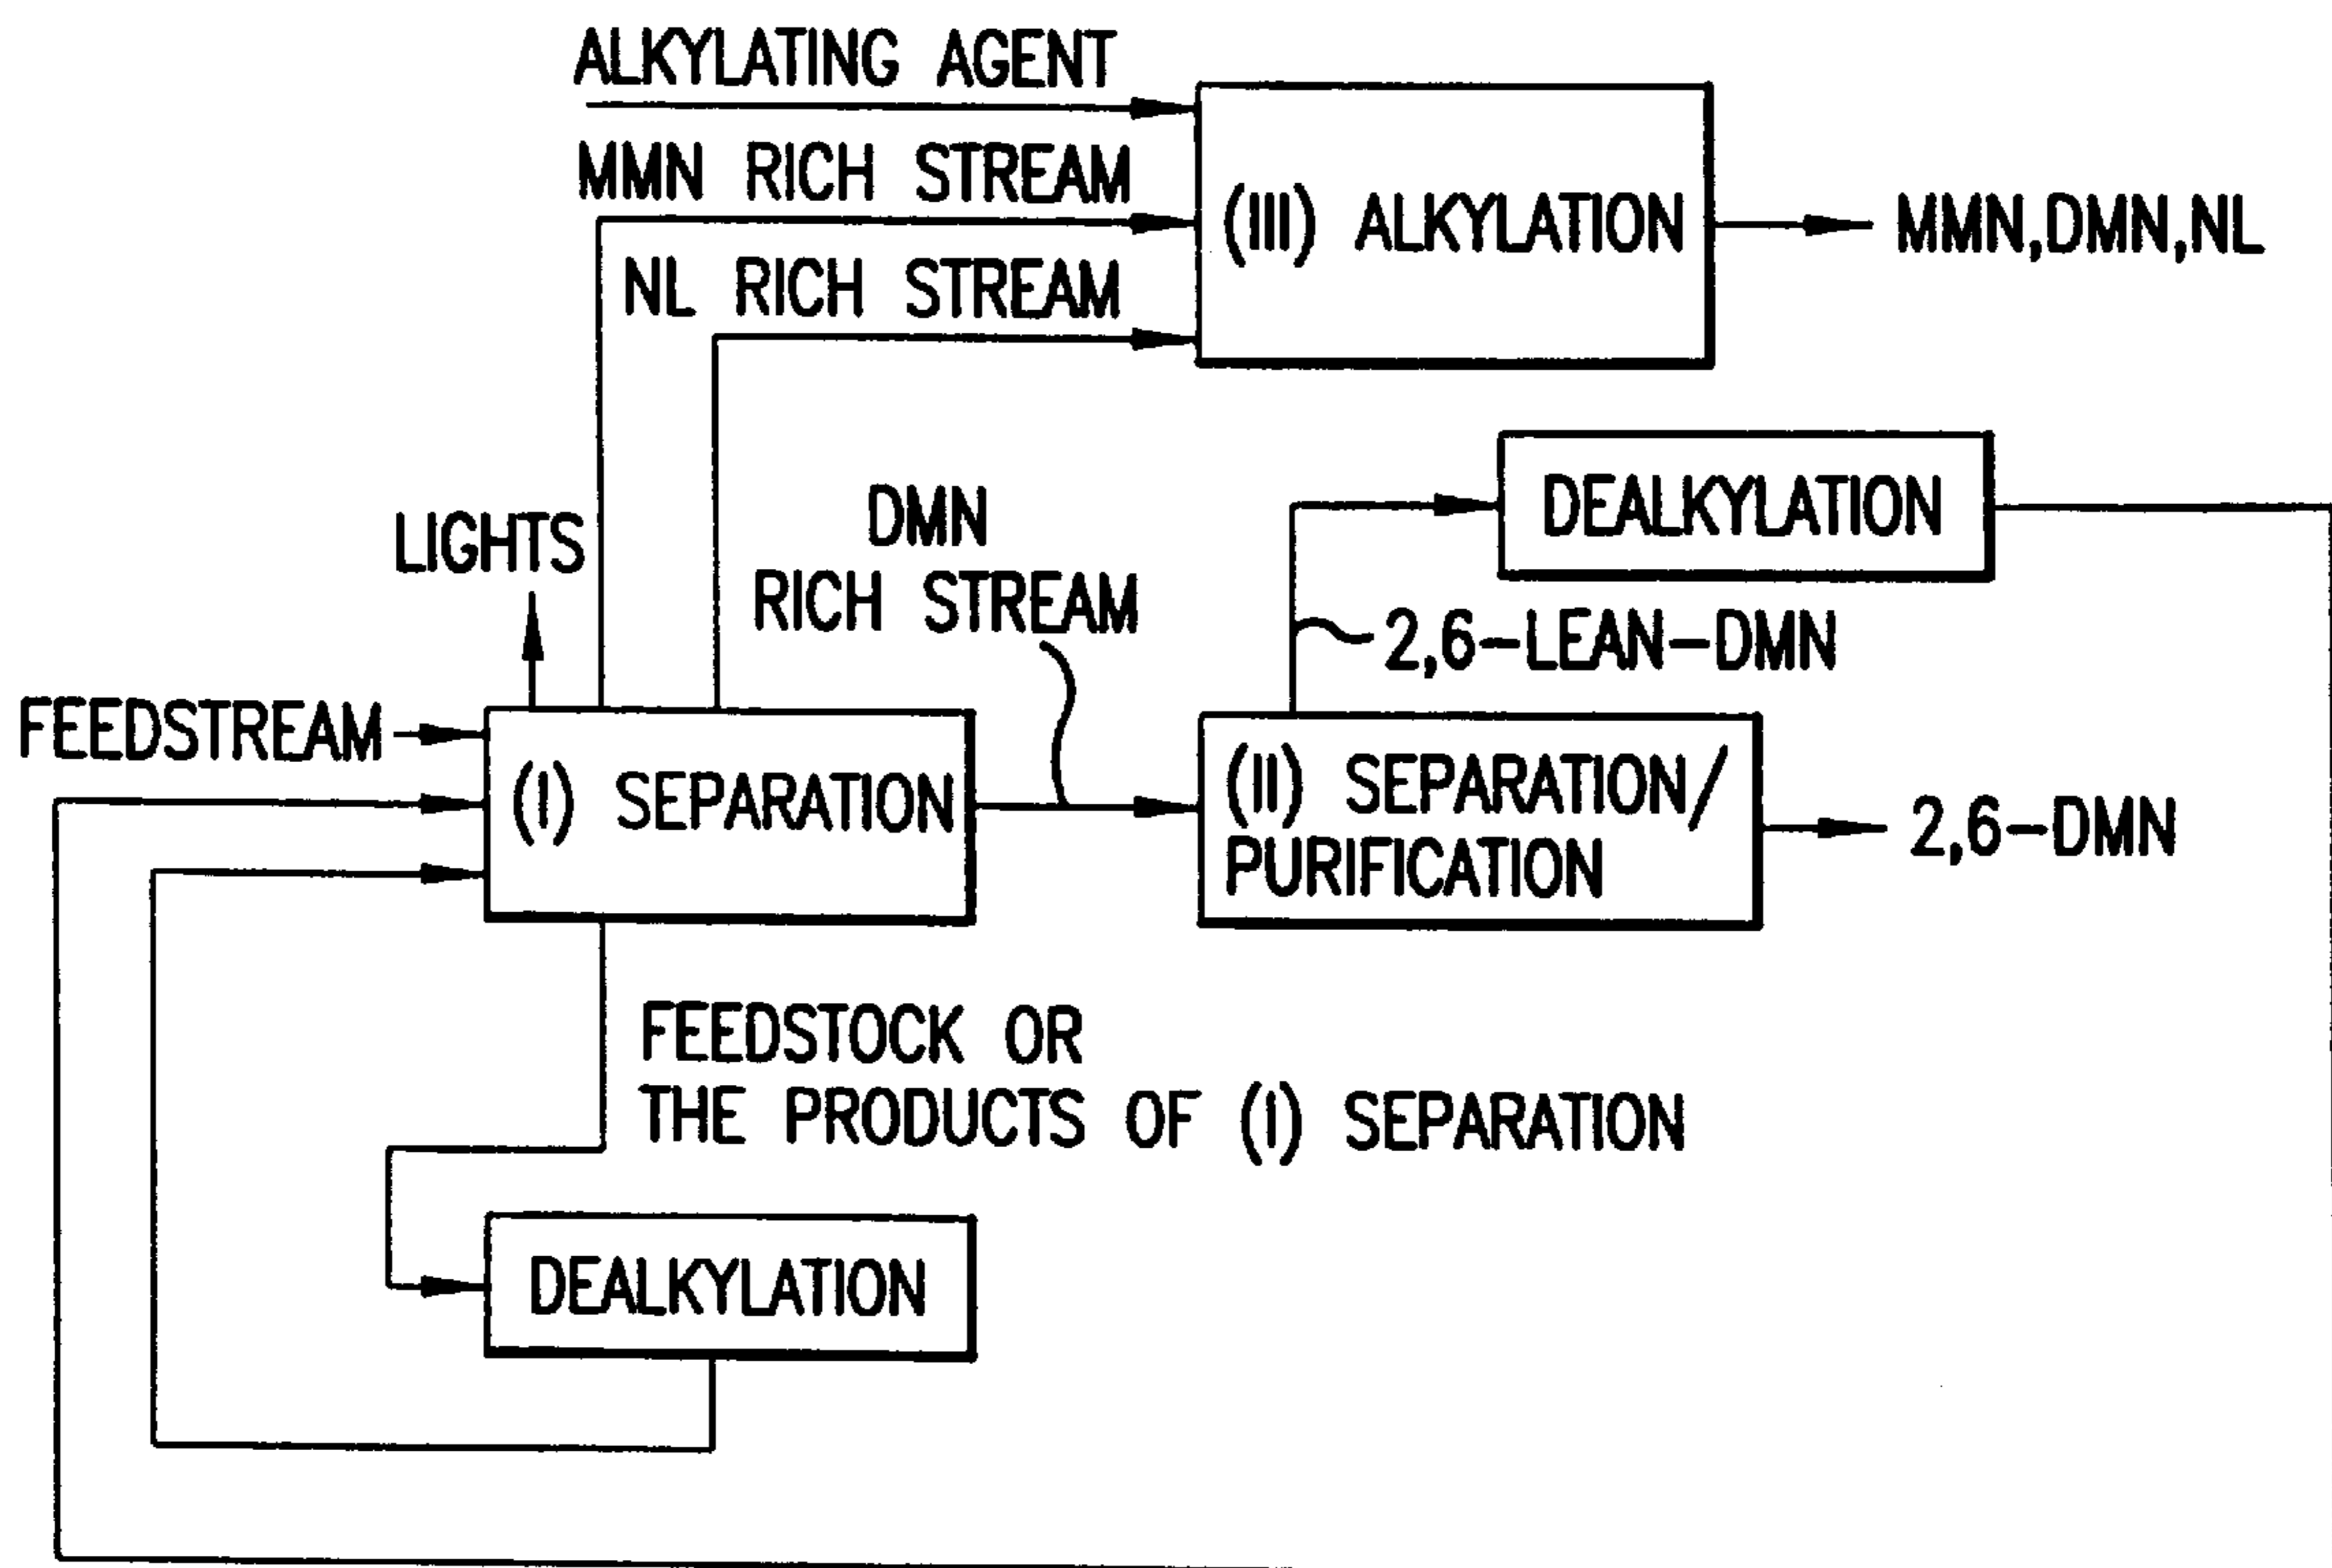 ALKYLATING AGENT
MMN RICH STREAM
NL RICH STREAM
(III) ALKYLATION
MMN,DMN,NL
DEALKYLATION
DMN
RICH STREAM
LIGHTS
2,6-LEAN-DMN
FEEDSTREAM
(I) SEPARATION
(II) SEPARATION/
PURIFICATION
2,6-DMN
FEEDSTOCK OR
THE PRODUCTS OF (I) SEPARATION
DEALKYLATION